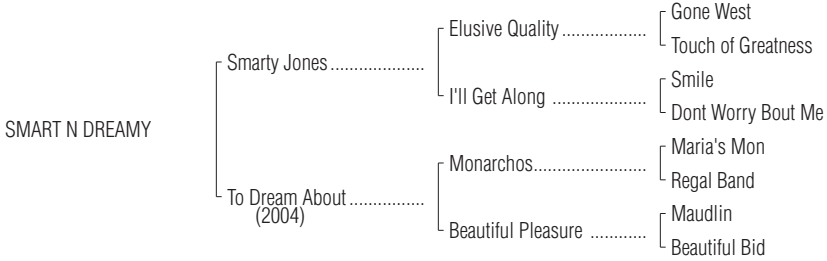 Gone West
Elusive Quality ..................
Touch of Greatness
Smarty Jones ....................
Smile
I'll Get Along ....................
Dont Worry Bout Me
SMART N DREAMY
Maria's Mon
Monarchos........................
Regal Band
To Dream About ................
(2004)
Maudlin
Beautiful Pleasure ............
Beautiful Bid